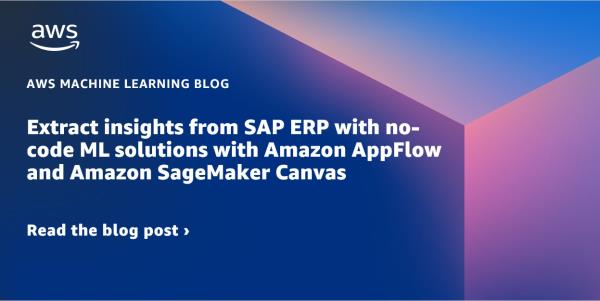 aws
AWS MACHINE LEARNING BLOG
Extract insights from SAP ERP with no-
code ML solutions with Amazon AppFlow
and Amazon SageMaker Canvas
Read the blog post ›